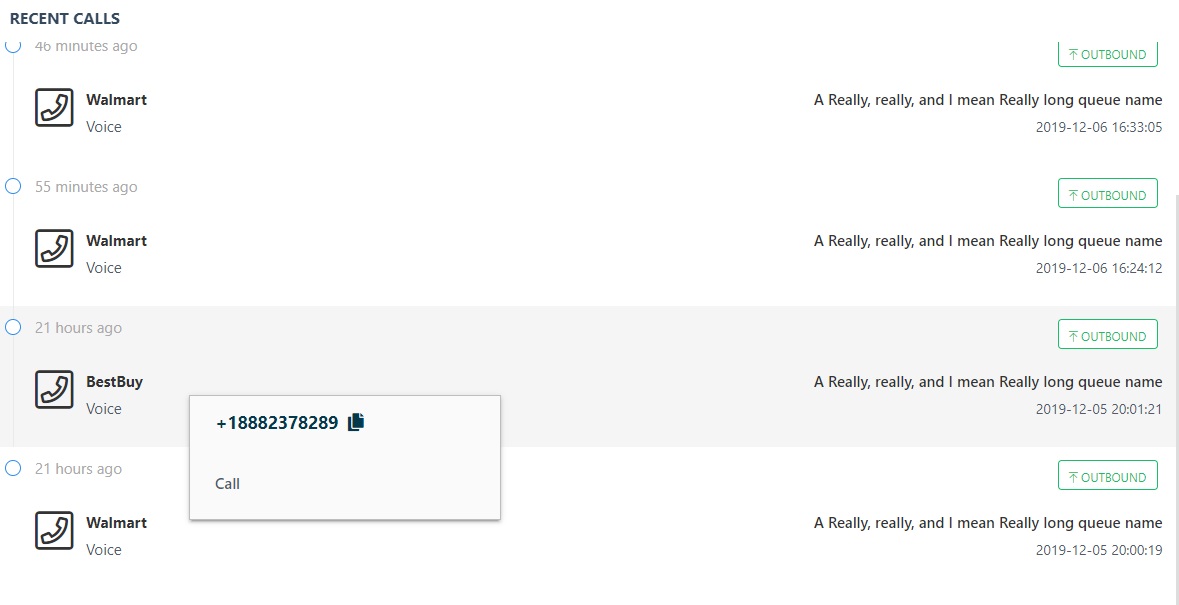 RECENT CALLS
46 minutes ago
OUTBOUND
Walmart
A Really, really, and I mean Really long queue name
Voice
2019-12-06 16:33:05
55 minutes ago
OUTBOUND
Walmart
A Really, really, and I mean Really long queue name
Voice
2019-12-06 16:24:12
21 hours ago
OUTBOUND
BestBuy
A Really, really, and I mean Really long queue name
Voice
2019-12-05 20:01:21
+18882378289
Call
21 hours ago
OUTBOUND
Walmart
A Really, really, and I mean Really long queue name
Voice
2019-12-05 20:00:19